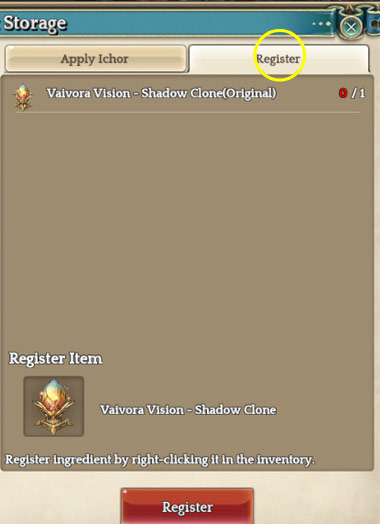 Storage
Apply Ichor
Register
Vaivora Vision - Shadow Clone(Original)
0 / 1
Register Item
Vaivora Vision - Shadow Clone
Register ingredient by right-clicking it in the inventory.
Register